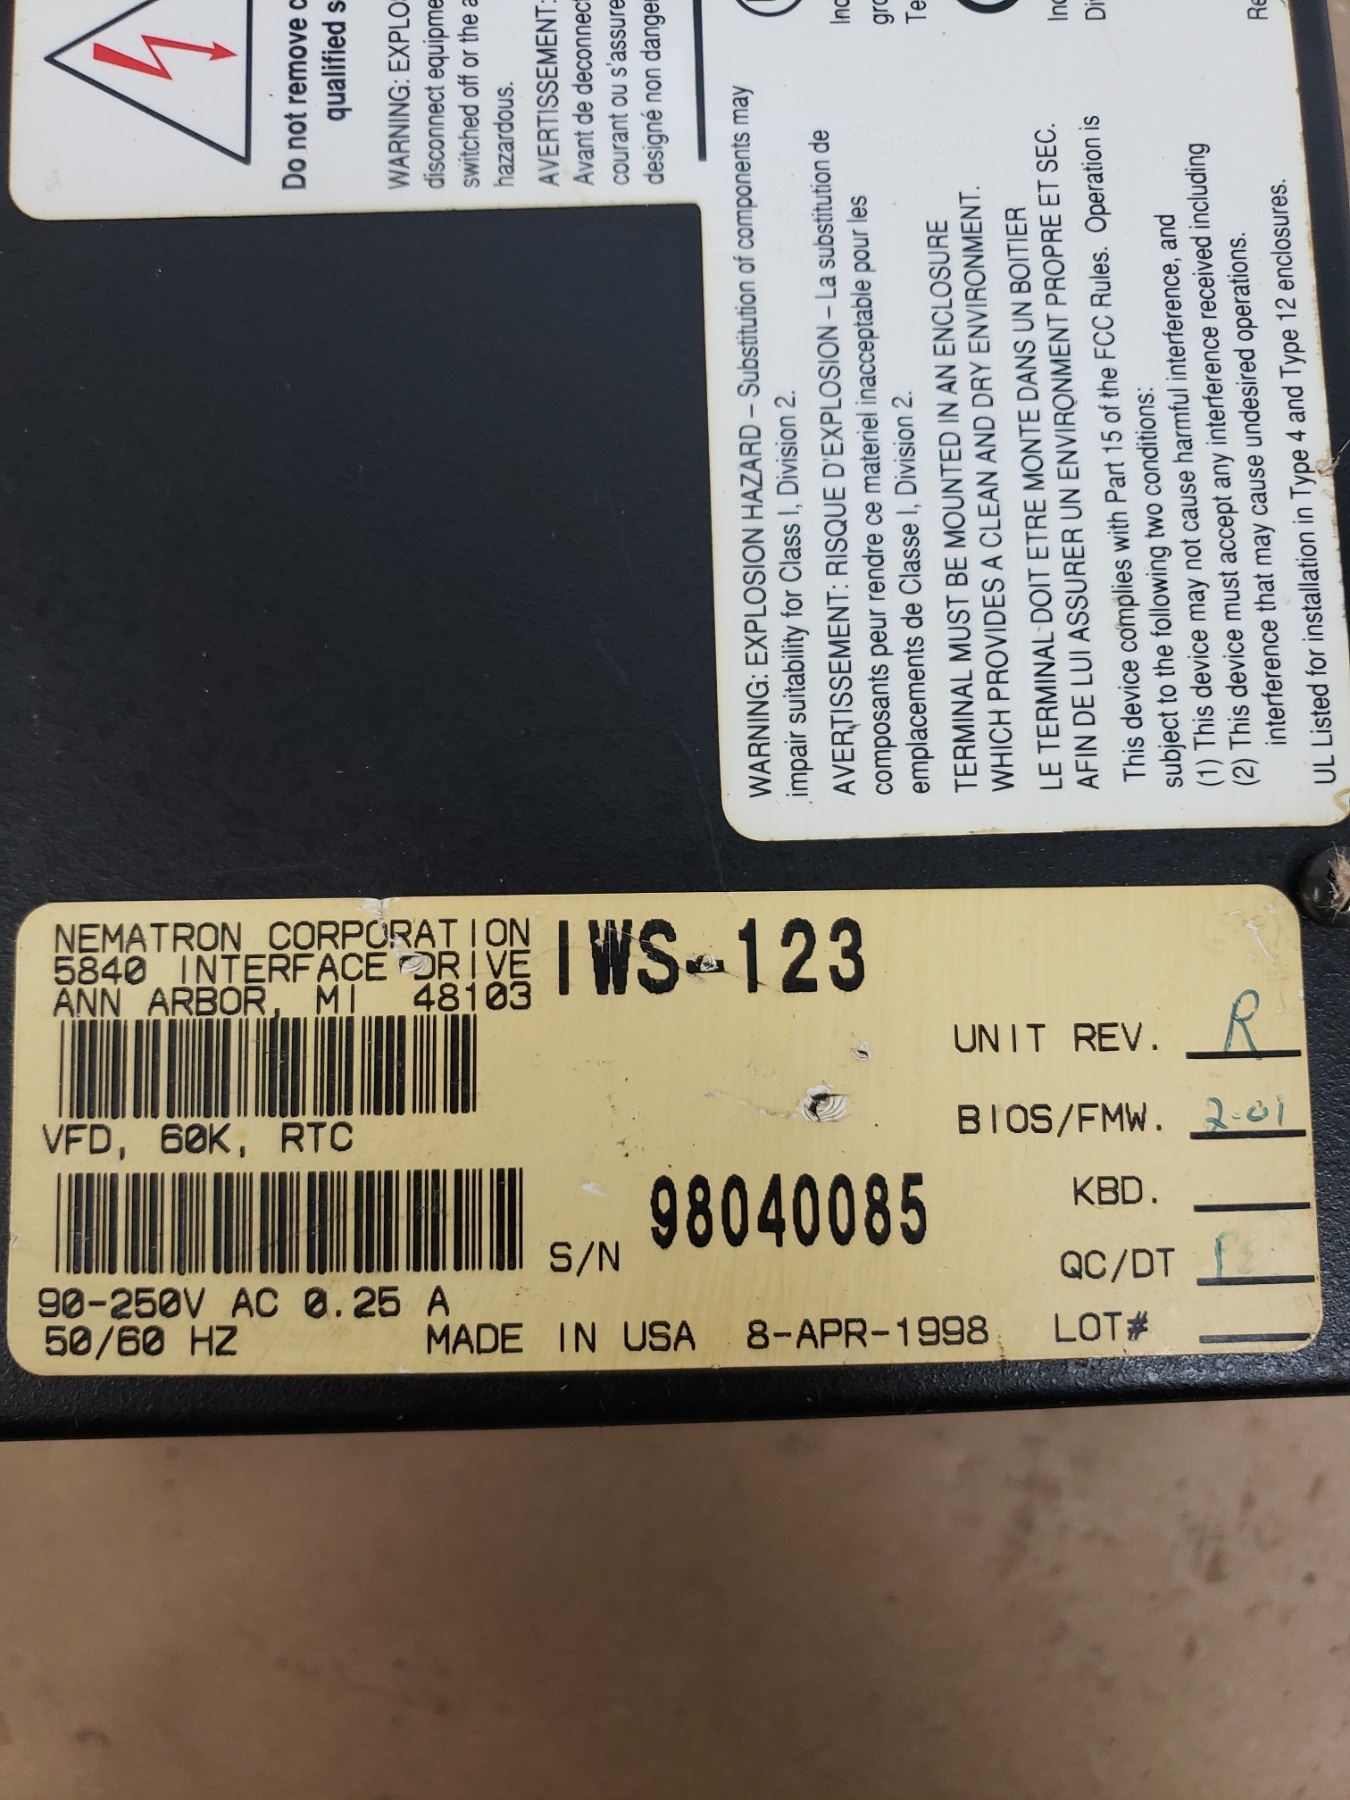 Do not remove c
qualified s
WARNING: EXPLO
disconnect equipme
switched off or the a
hazardous.
AVERTISSEMENT:
Avant de deconnec
courant ou s'assure
designé non danger
WARNING: EXPLOSION HAZARD – Substitution of components may
impair suitability for Class I, Division 2.
AVERTISSEMENT: RISQUE D'EXPLOSION – La substitution de
composants peur rendre ce materiel inacceptable pour les
emplacements de Classe I, Division 2.
TERMINAL MUST BE MOUNTED IN AN ENCLOSURE
WHICH PROVIDES A CLEAN AND DRY ENVIRONMENT.
LE TERMINAL DOIT ETRE MONTE DANS UN BOITIER
AFIN DE LUI ASSURER UN ENVIRONMENT PROPRE ET SEC.
This device complies with Part 15 of the FCC Rules. Operation is
subject to the following two conditions:
(1) This device may not cause harmful interference, and
(2) This device must accept any interference received including
interference that may cause undesired operations.
UL Listed for installation in Type 4 and Type 12 enclosures.
NEMATRON CORPORATION
5840 INTERFACE DRIVE
ANN ARBOR, MI 48103
IWS-123
UNIT REV. R
BIOS/FMW. 2.01
VFD, 60K, RTC
KBD.
S/N 98040085
QC/DT
90-250V AC 0.25 A
50/60 HZ
MADE IN USA 8-APR-1998
LOT#